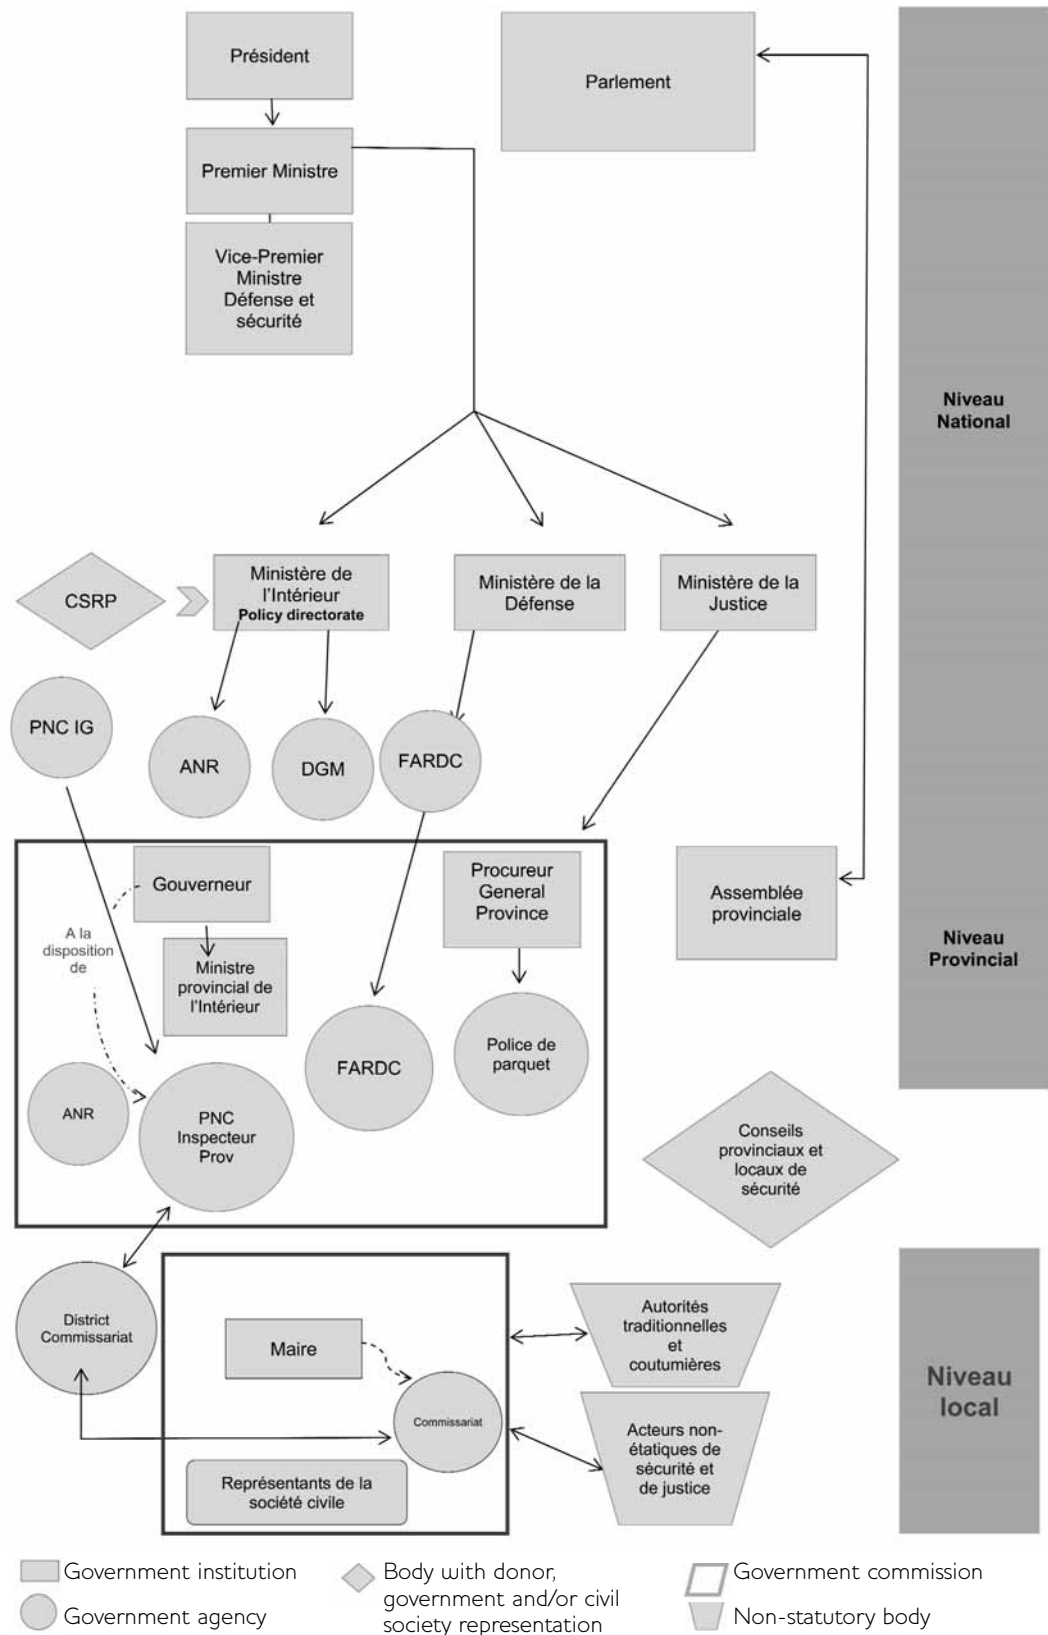 Président
Parlement
Premier Ministre
Vice-Premier
Ministre
Défense et
sécurité
Niveau
National
CSRP
Ministère de
l'Intérieur
Policy directorate
Ministère de la
Défense
Ministère de la
Justice
PNC IG
ANR
DGM
FARDC
Gouverneur
Procureur
General
Province
Assemblée
provinciale
Niveau
Provincial
A la
disposition
de
Ministre
provincial de
l'Intérieur
FARDC
Police de
parquet
ANR
PNC
Inspecteur
Prov
Conseils
provinciaux et
locaux de
sécurité
District
Commissariat
Maire
Commissariat
Représentants de la
société civile
Autorités
traditionnelles
et
coutumières
Acteurs non-
étatiques de
sécurité et
de justice
Niveau
local
Government institution
Government agency
Body with donor,
government and/or civil
society representation
Government commission
Non-statutory body